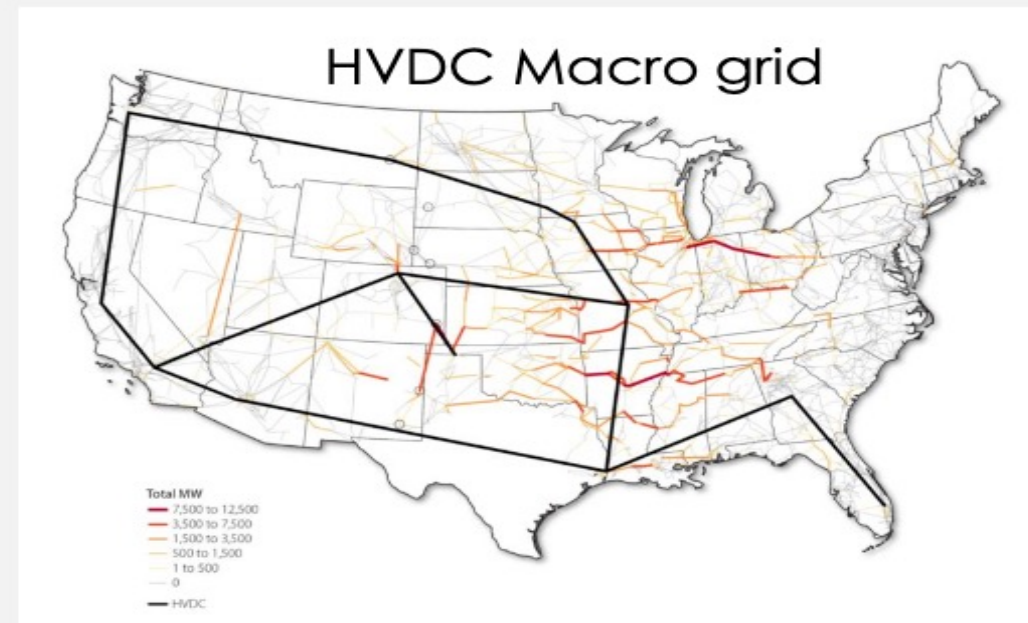 HVDC Macro grid
Total MW
7,500 to 12,500
3,500 to 7,500
1,500 to 3,500
500 to 1,500
1 to 500
0
HVDC